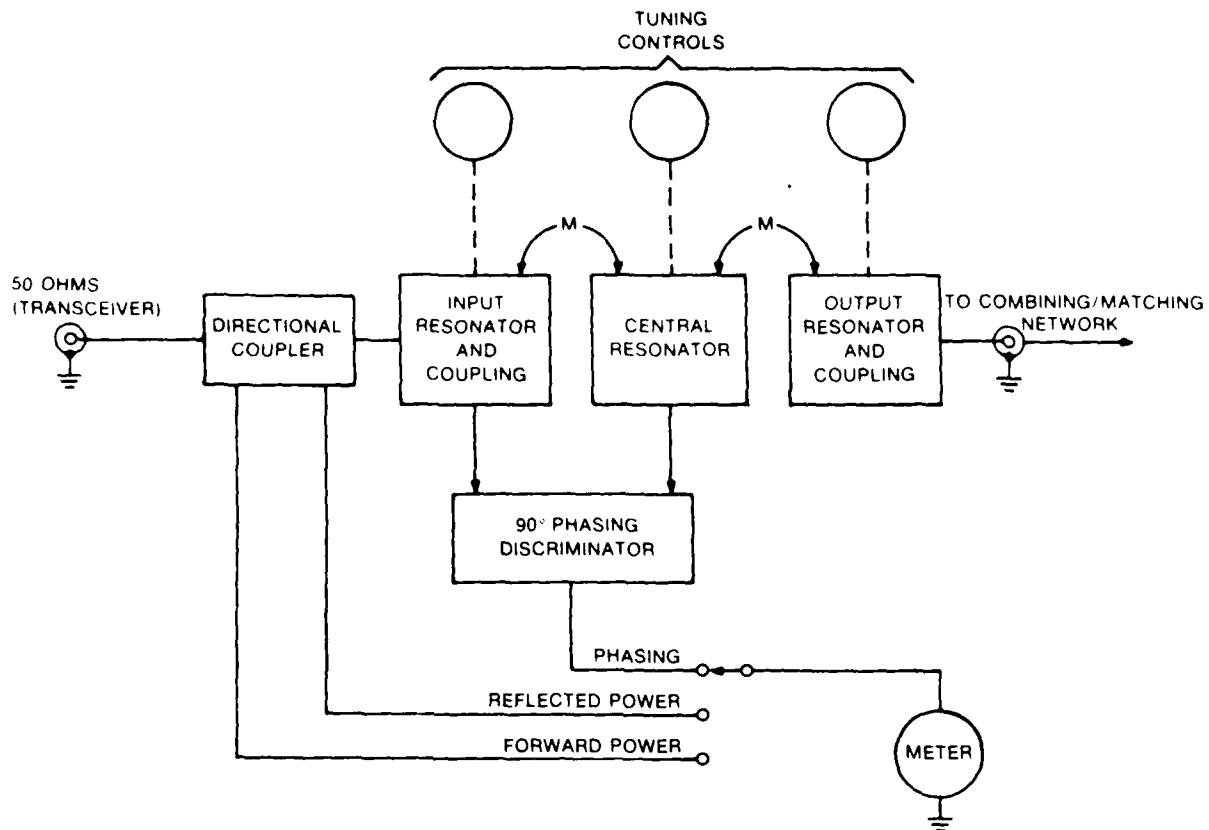 TUNING
CONTROLS
M
M
50 OHMS
(TRANSCEIVER)
DIRECTIONAL
COUPLER
INPUT
RESONATOR
AND
COUPLING
CENTRAL
RESONATOR
OUTPUT
RESONATOR
AND
COUPLING
TO COMBINING/MATCHING
NETWORK
90° PHASING
DISCRIMINATOR
PHASING
REFLECTED POWER
FORWARD POWER
METER